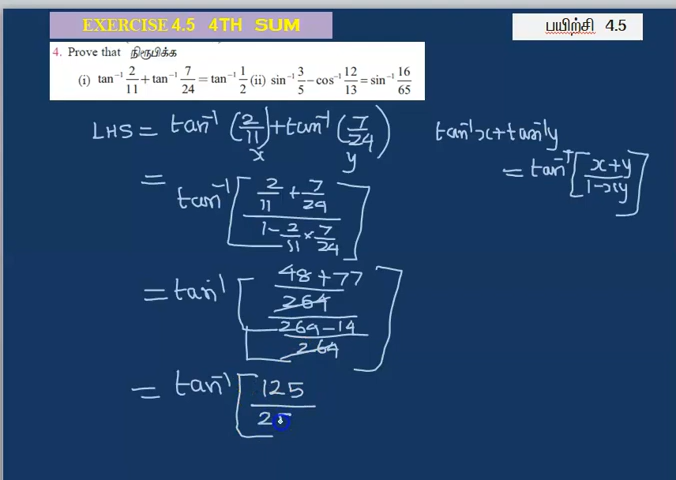 EXERCISE 4.5 4TH SUM
பயிற்சி 4.5
4. Prove that நிரூபிக்க
(i) tan⁻¹ 2/11 + tan⁻¹ 7/24 = tan⁻¹ 1/2 (ii) sin⁻¹ 3/5 − cos⁻¹ 12/13 = sin⁻¹ 16/65
LHS = tan⁻¹ (2/11) + tan⁻¹ (7/24)
x y
tan⁻¹x + tan⁻¹y
= tan⁻¹ [x+y / 1−xy]
= tan⁻¹ [2/11 + 7/24 / 1 − 2/11 × 7/24]
= tan⁻¹ [48+77 / 264 / 264−14 / 264]
= tan⁻¹ [125 / 25